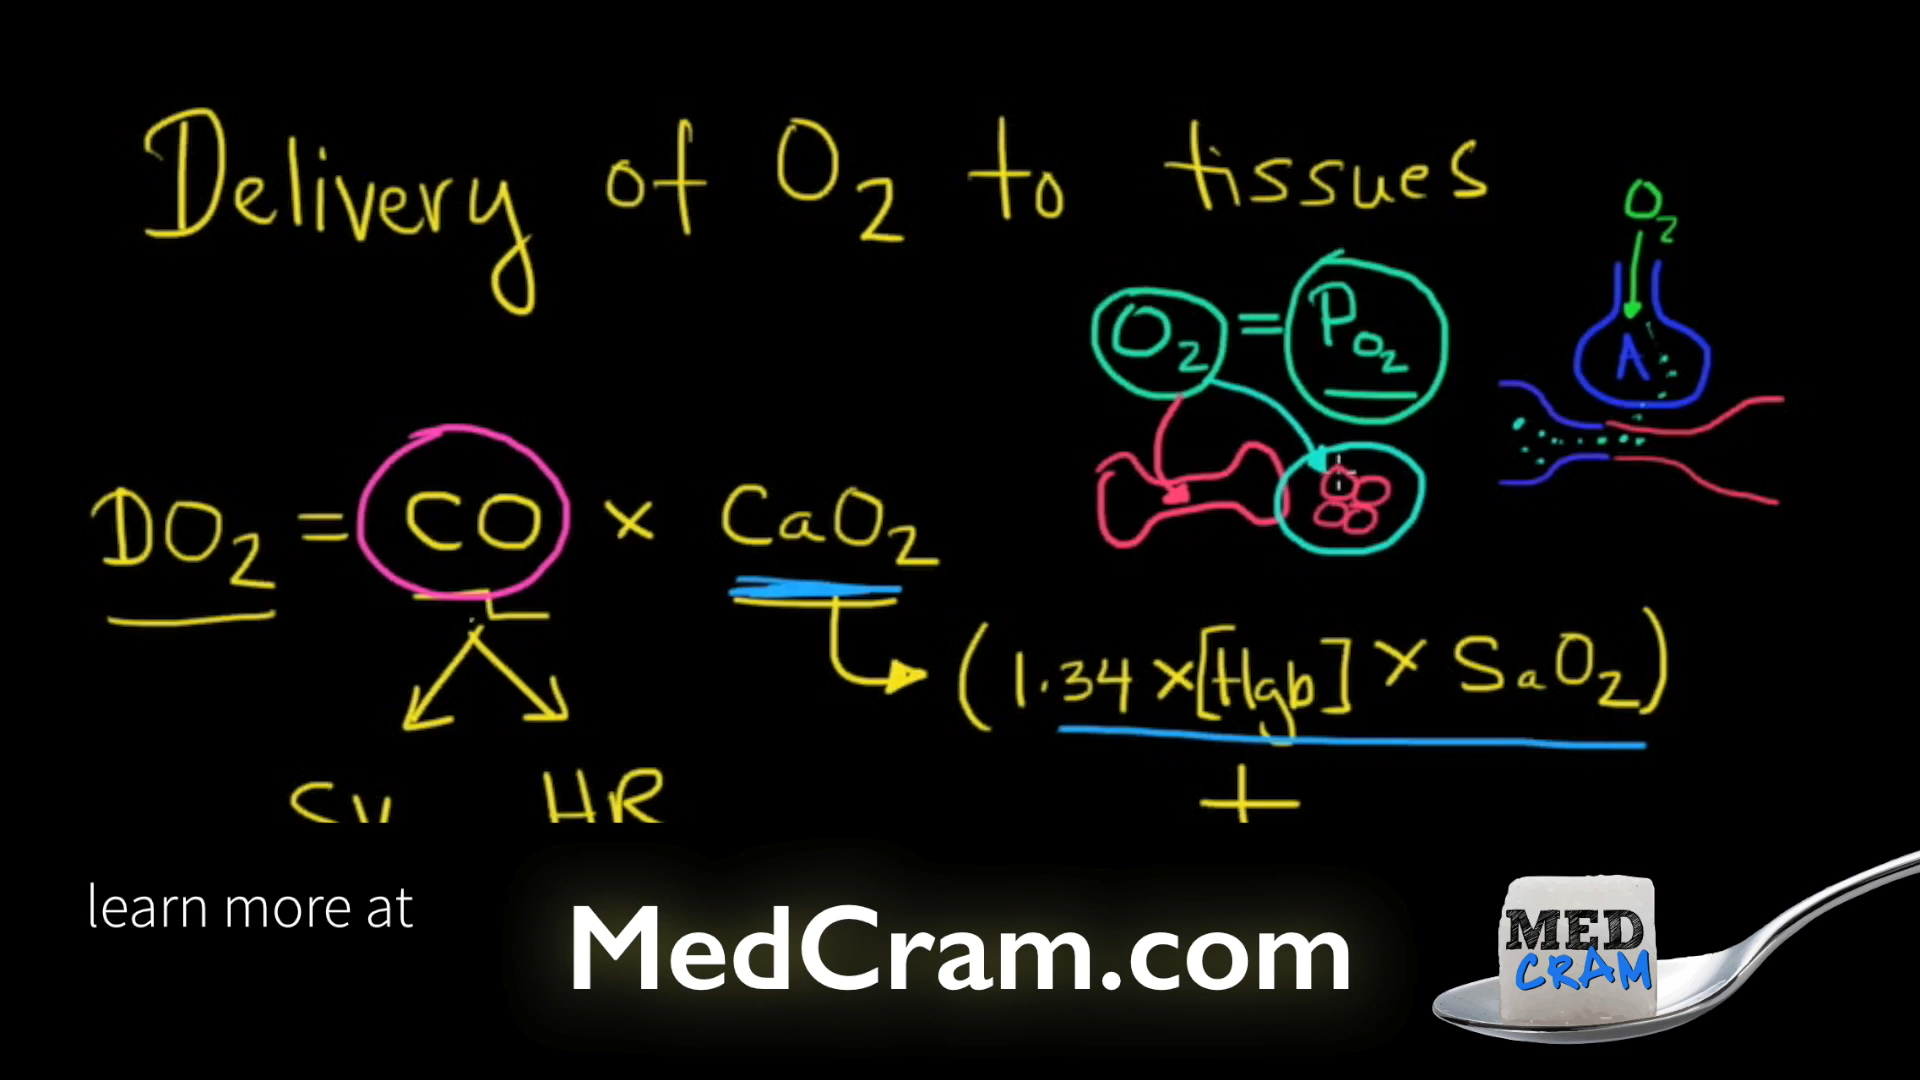 Delivery of O₂ to tissues
O₂
O₂ = PO₂
A
DO₂ = CO × CaO₂
(1.34 × [Hgb] × SaO₂)
+
SV HR
learn more at
MedCram.com
MED
CRAM